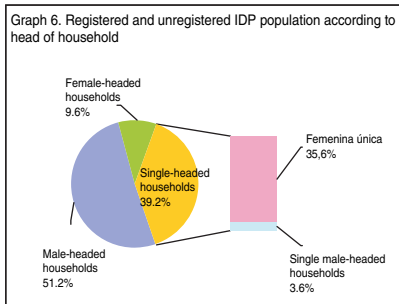 Graph 6. Registered and unregistered IDP population according to
head of household
Female-headed
households
9.6%
Femenina única
35,6%
Single-headed
households
39.2%
Male-headed
households
51.2%
Single male-headed
households
3.6%